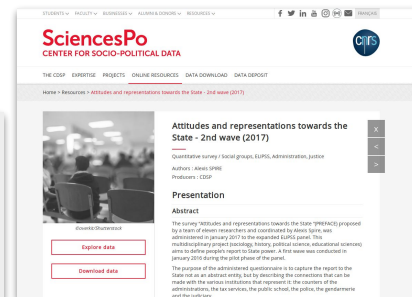 STUDENTS FACULTY BUSINESSES ALUMNI & DONORS RESOURCES FRANÇAIS
SciencesPo
CENTER FOR SOCIO-POLITICAL DATA
cnrs
THE CDSP EXPERTISE PROJECTS ONLINE RESOURCES DATA DOWNLOAD DATA DEPOSIT
Home > Resources > Attitudes and representations towards the State - 2nd wave (2017)
Attitudes and representations towards the
State - 2nd wave (2017)
X
<
>
Quantitative survey / Social groups, ELIPSS, Administration, Justice
Authors : Alexis SPIRE
Producers : CDSP
Presentation
Abstract
The survey "Attitudes and representations towards the State "(PREFACE) proposed
by a team of eleven researchers and coordinated by Alexis Spire, was
administered in January 2017 to the expanded ELIPSS panel. This
multidisciplinary project (sociology, history, political science, educational sciences)
aims to define people's report to State power. A first wave was conducted in
January 2016 during the pilot phase of the panel.
The purpose of the administered questionnaire is to capture the report to the
State not as an abstract entity, but by describing the connections that can be
made with the various institutions that represent it: the counters of the
administrations, the tax services, the public school, the police, the gendarmerie
and the judiciary.
Explore data
Download data